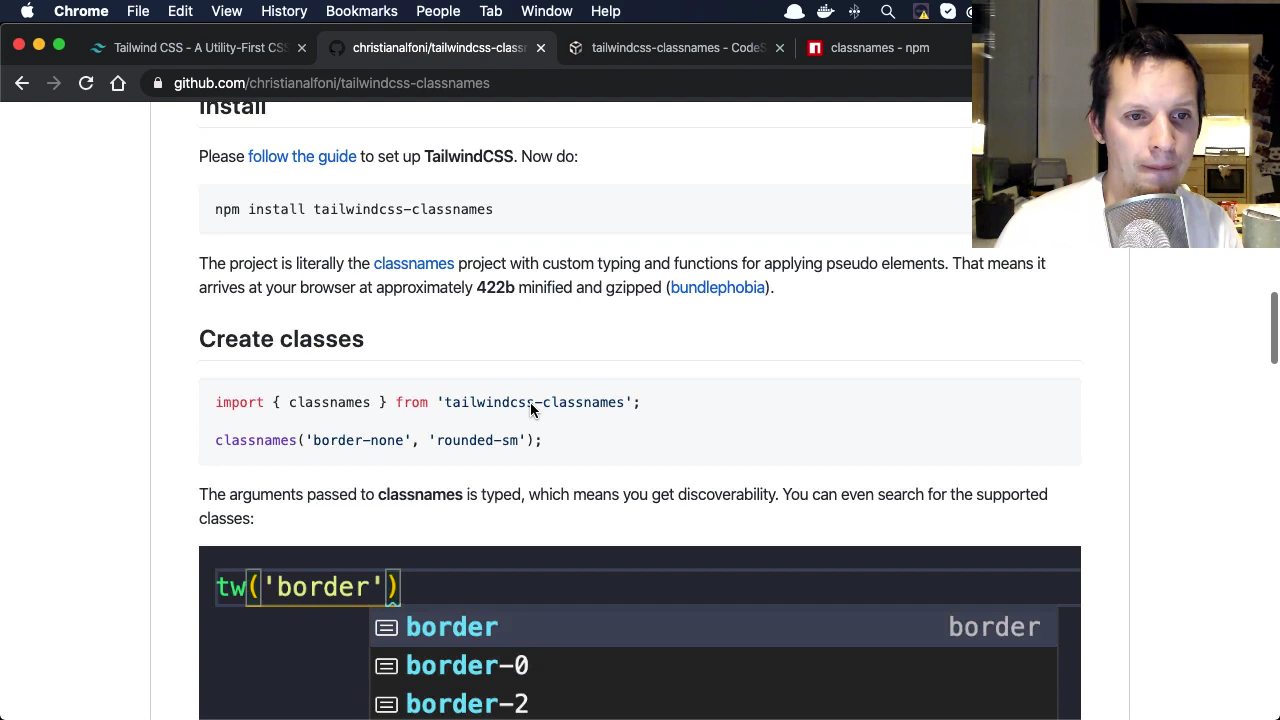 Chrome File Edit View History Bookmarks People Tab Window Help
Tailwind CSS - A Utility-First CS
christianalfoni/tailwindcss-class
tailwindcss-classnames - CodeS
classnames - npm
github.com/christianalfoni/tailwindcss-classnames
Install
Please follow the guide to set up TailwindCSS. Now do:
npm install tailwindcss-classnames
The project is literally the classnames project with custom typing and functions for applying pseudo elements. That means it
arrives at your browser at approximately 422b minified and gzipped (bundlephobia).
Create classes
import { classnames } from 'tailwindcss-classnames';
classnames('border-none', 'rounded-sm');
The arguments passed to classnames is typed, which means you get discoverability. You can even search for the supported
classes:
tw('border')
border border
border-0
border-2